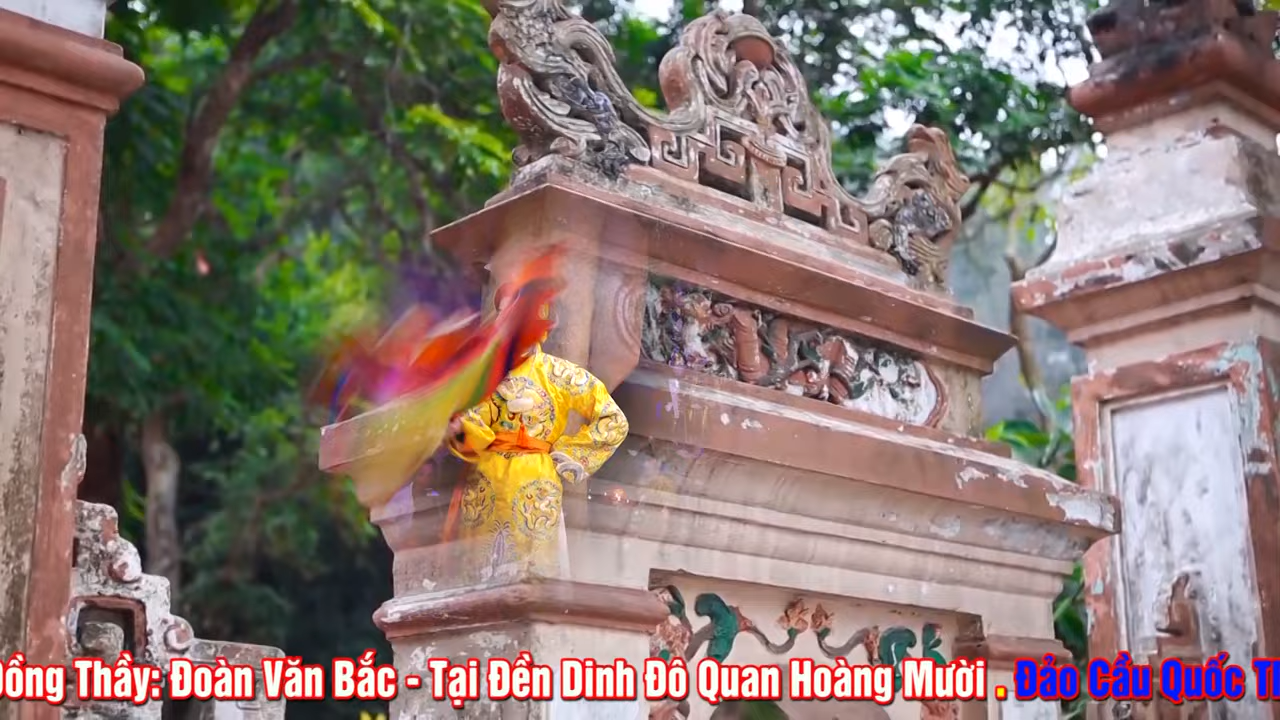 Đồng Thầy: Đoàn Văn Bắc - Tại Đền Dinh Đô Quan Hoàng Mười . Đảo Cầu Quốc